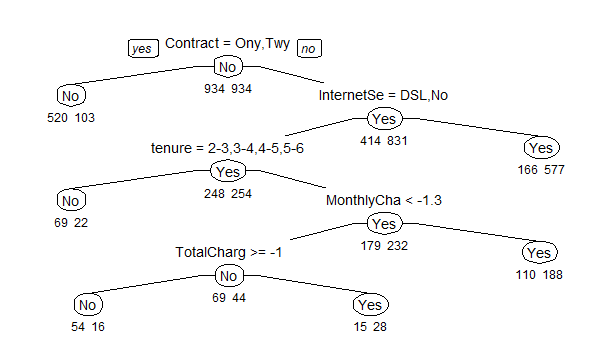 yes Contract = Ony,Twy no
No
934 934
No
520 103
InternetSe = DSL,No
Yes
414 831
tenure = 2-3,3-4,4-5,5-6
Yes
248 254
Yes
166 577
No
69 22
MonthlyCha < -1.3
Yes
179 232
TotalCharg >= -1
No
69 44
Yes
110 188
No
54 16
Yes
15 28